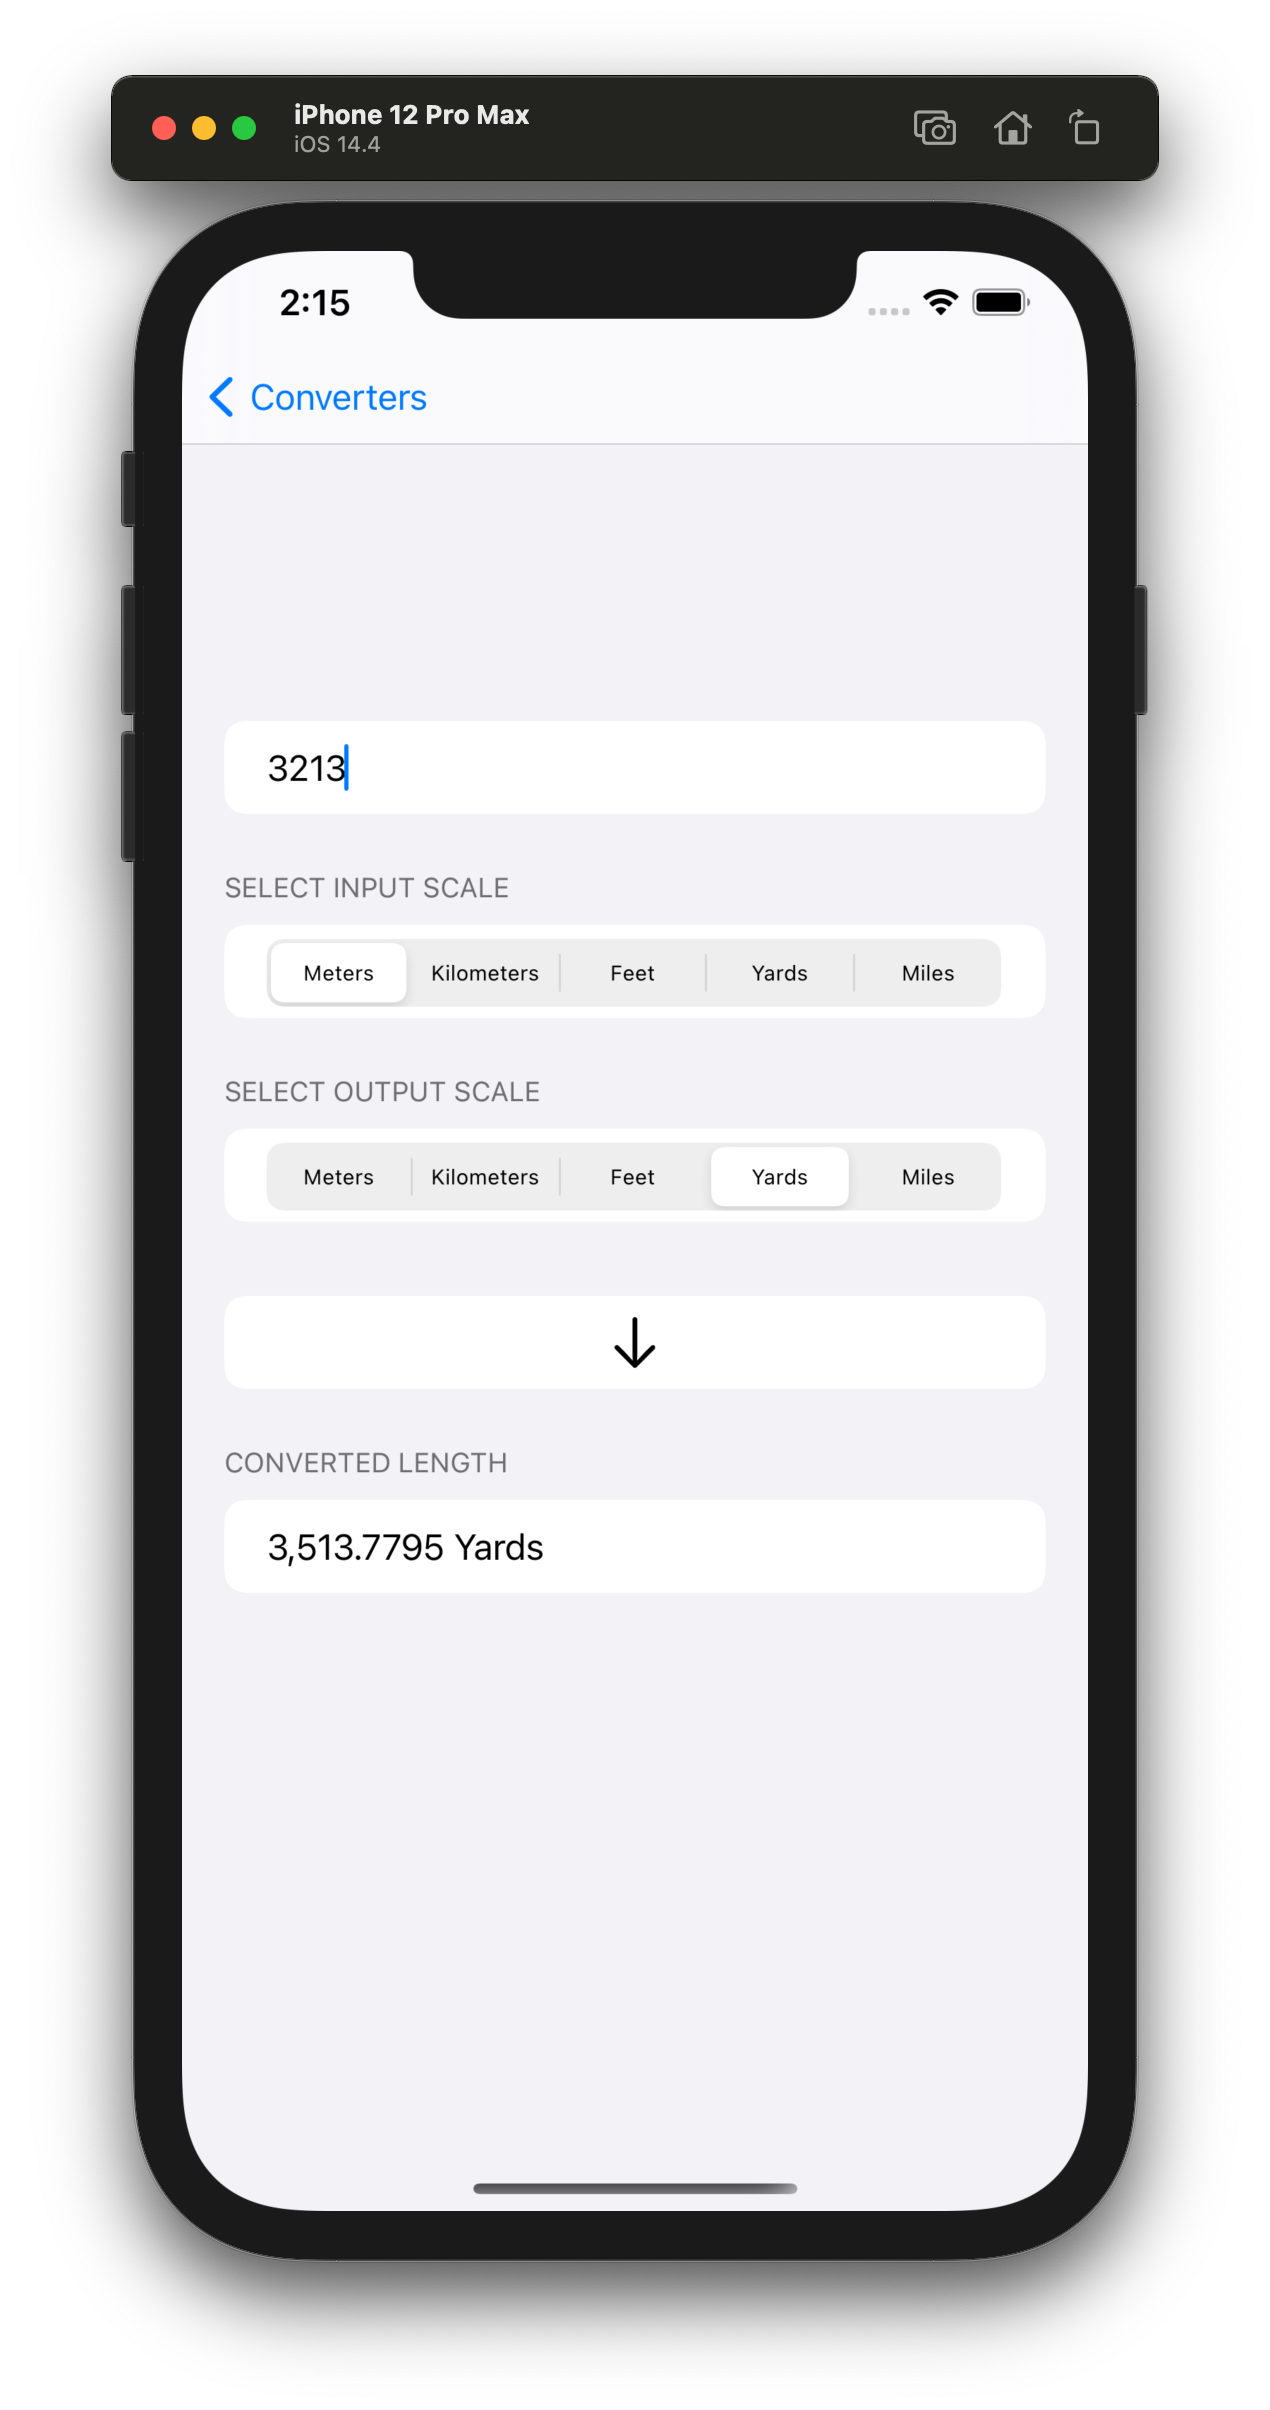 iPhone 12 Pro Max
iOS 14.4
2:15
Converters
3213
SELECT INPUT SCALE
Meters Kilometers Feet Yards Miles
SELECT OUTPUT SCALE
Meters Kilometers Feet Yards Miles
CONVERTED LENGTH
3,513.7795 Yards